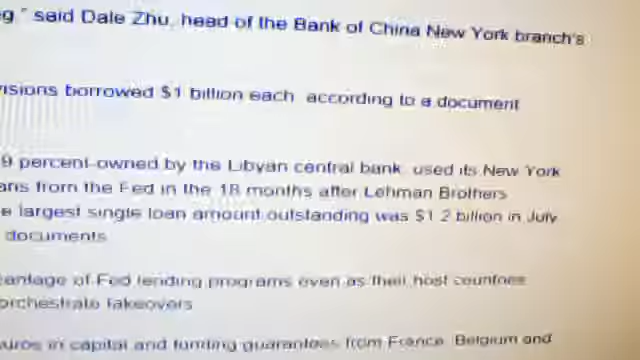 g," said Dale Zhu, head of the Bank of China New York branch's
visions borrowed $1 billion each, according to a document
9 percent-owned by the Libyan central bank, used its New York
ans from the Fed in the 18 months after Lehman Brothers
e largest single loan amount outstanding was $1.2 billion in July
documents.
antage of Fed lending programs even as their host countries
orchestrate takeovers.
uros in capital and funding guarantees from France, Belgium and